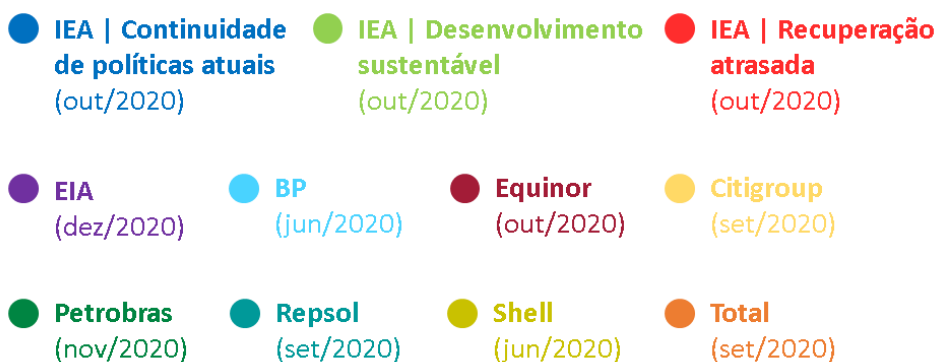 IEA | Continuidade
de políticas atuais
(out/2020)
IEA | Desenvolvimento
sustentável
(out/2020)
IEA | Recuperação
atrasada
(out/2020)
EIA
(dez/2020)
BP
(jun/2020)
Equinor
(out/2020)
Citigroup
(set/2020)
Petrobras
(nov/2020)
Repsol
(set/2020)
Shell
(jun/2020)
Total
(set/2020)